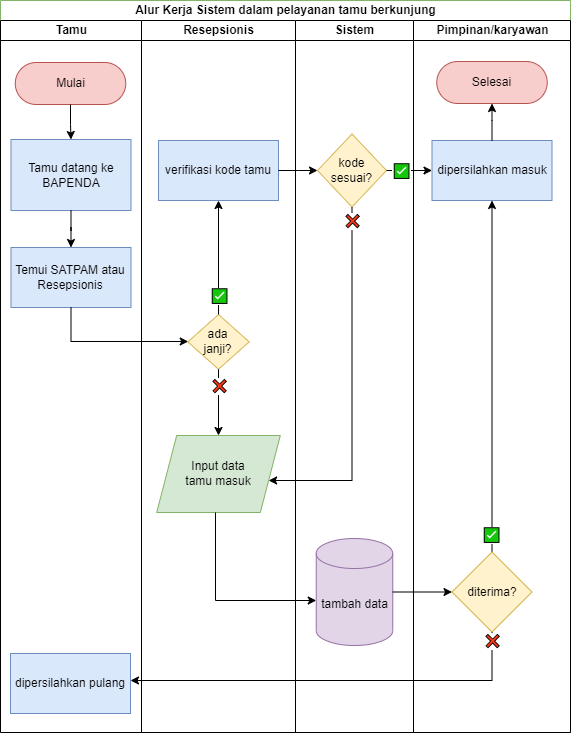 Alur Kerja Sistem dalam pelayanan tamu berkunjung
Tamu
Resepsionis
Sistem
Pimpinan/karyawan
Mulai
Selesai
Tamu datang ke
BAPENDA
verifikasi kode tamu
kode
sesuai?
dipersilahkan masuk
Temui SATPAM atau
Resepsionis
ada
janji?
Input data
tamu masuk
tambah data
diterima?
dipersilahkan pulang